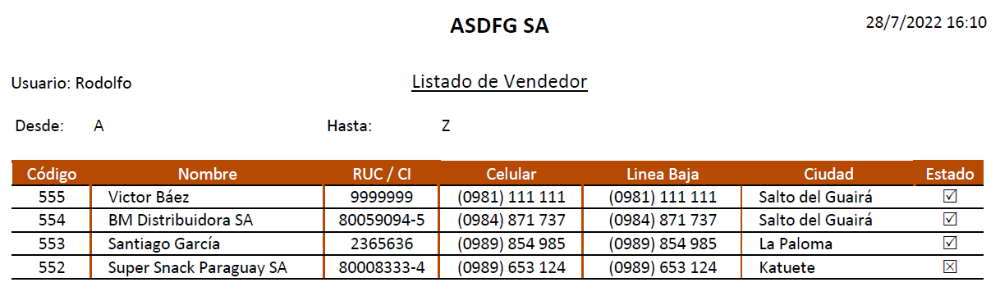 ASDFG SA
28/7/2022 16:10
Usuario: Rodolfo
Listado de Vendedor
Desde: A Hasta: Z
Código Nombre RUC / CI Celular Linea Baja Ciudad Estado
555 Victor Báez 9999999 (0981) 111 111 (0981) 111 111 Salto del Guairá ☑
554 BM Distribuidora SA 80059094-5 (0984) 871 737 (0984) 871 737 Salto del Guairá ☑
553 Santiago García 2365636 (0989) 854 985 (0989) 854 985 La Paloma ☑
552 Super Snack Paraguay SA 80008333-4 (0989) 653 124 (0989) 653 124 Katuete ☒